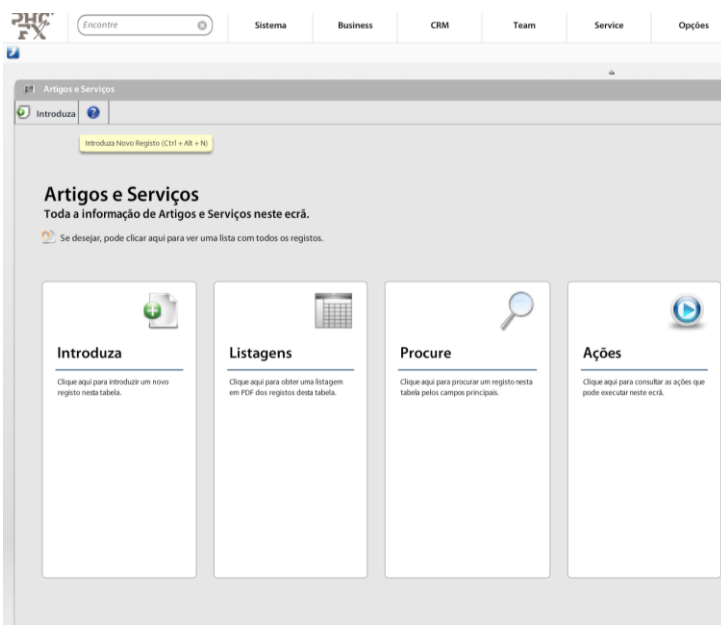 PHC
FX
Encontre
Sistema
Business
CRM
Team
Service
Opções
Artigos e Serviços
Introduza
Introduza Novo Registo (Ctrl + Alt + N)
Artigos e Serviços
Toda a informação de Artigos e Serviços neste ecrã.
Se desejar, pode clicar aqui para ver uma lista com todos os registos.
Introduza
Clique aqui para introduzir um novo
registo nesta tabela.
Listagens
Clique aqui para obter uma listagem
em PDF dos registos desta tabela.
Procure
Clique aqui para procurar um registo nesta
tabela pelos campos principais.
Ações
Clique aqui para consultar as ações que
pode executar neste ecrã.